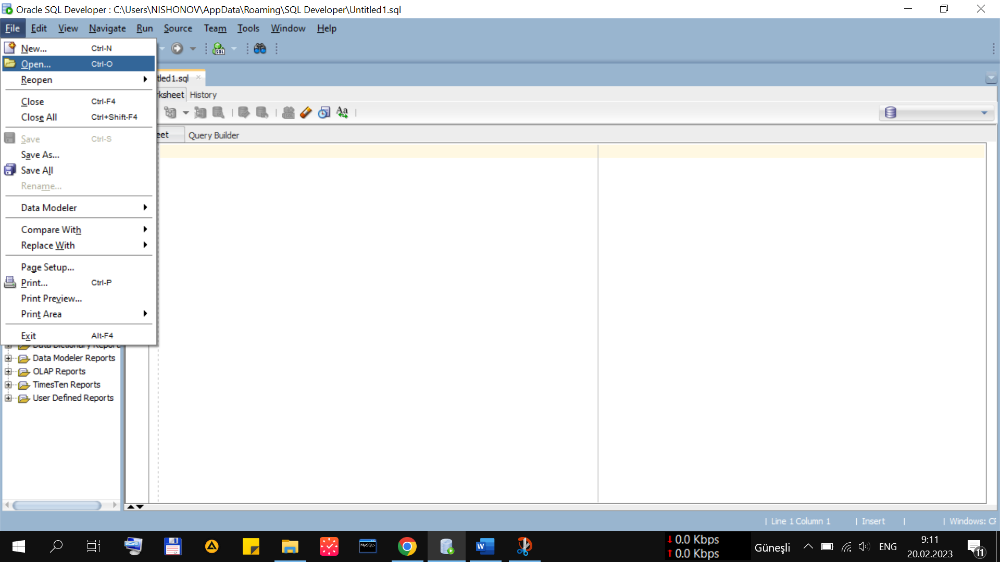 Oracle SQL Developer : C:\Users\NISHONOV\AppData\Roaming\SQL Developer\Untitled1.sql
File Edit View Navigate Run Source Team Tools Window Help
New... Ctrl-N
Open... Ctrl-O
Reopen
Close Ctrl-F4
Close All Ctrl+Shift-F4
Save Ctrl-S
Save As...
Save All
Rename...
Data Modeler
Compare With
Replace With
Page Setup...
Print... Ctrl-P
Print Preview...
Print Area
Exit Alt-F4
tled1.sql
ksheet History
SQL
Aa
eet Query Builder
Data Dictionary Report
Data Modeler Reports
OLAP Reports
TimesTen Reports
User Defined Reports
Line 1 Column 1 Insert Windows: CF
MySQL
W
0.0 Kbps
0.0 Kbps
Güneşli
ENG
9:11
20.02.2023
11